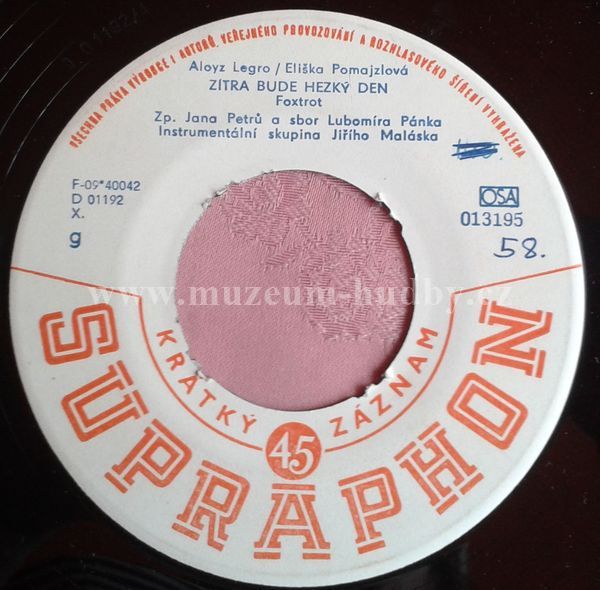 VŠECHNA PRÁVA VÝROBCE I AUTORŮ, VEŘEJNÉHO PROVOZOVÁNÍ A ROZHLASOVÉHO ŠÍŘENÍ VYHRAŽENA
Aloyz Legro / Eliška Pomajzlová
ZÍTRA BUDE HEZKÝ DEN
Foxtrot
Zp. Jana Petrů a sbor Lubomíra Pánka
Instrumentální skupina Jiřího Maláska
F-09*40042
D 01192
X.
g
OSA
013195
58.
www.muzeum-hudby.cz
KRÁTKÝ 45 ZÁZNAM
SUPRAPHON